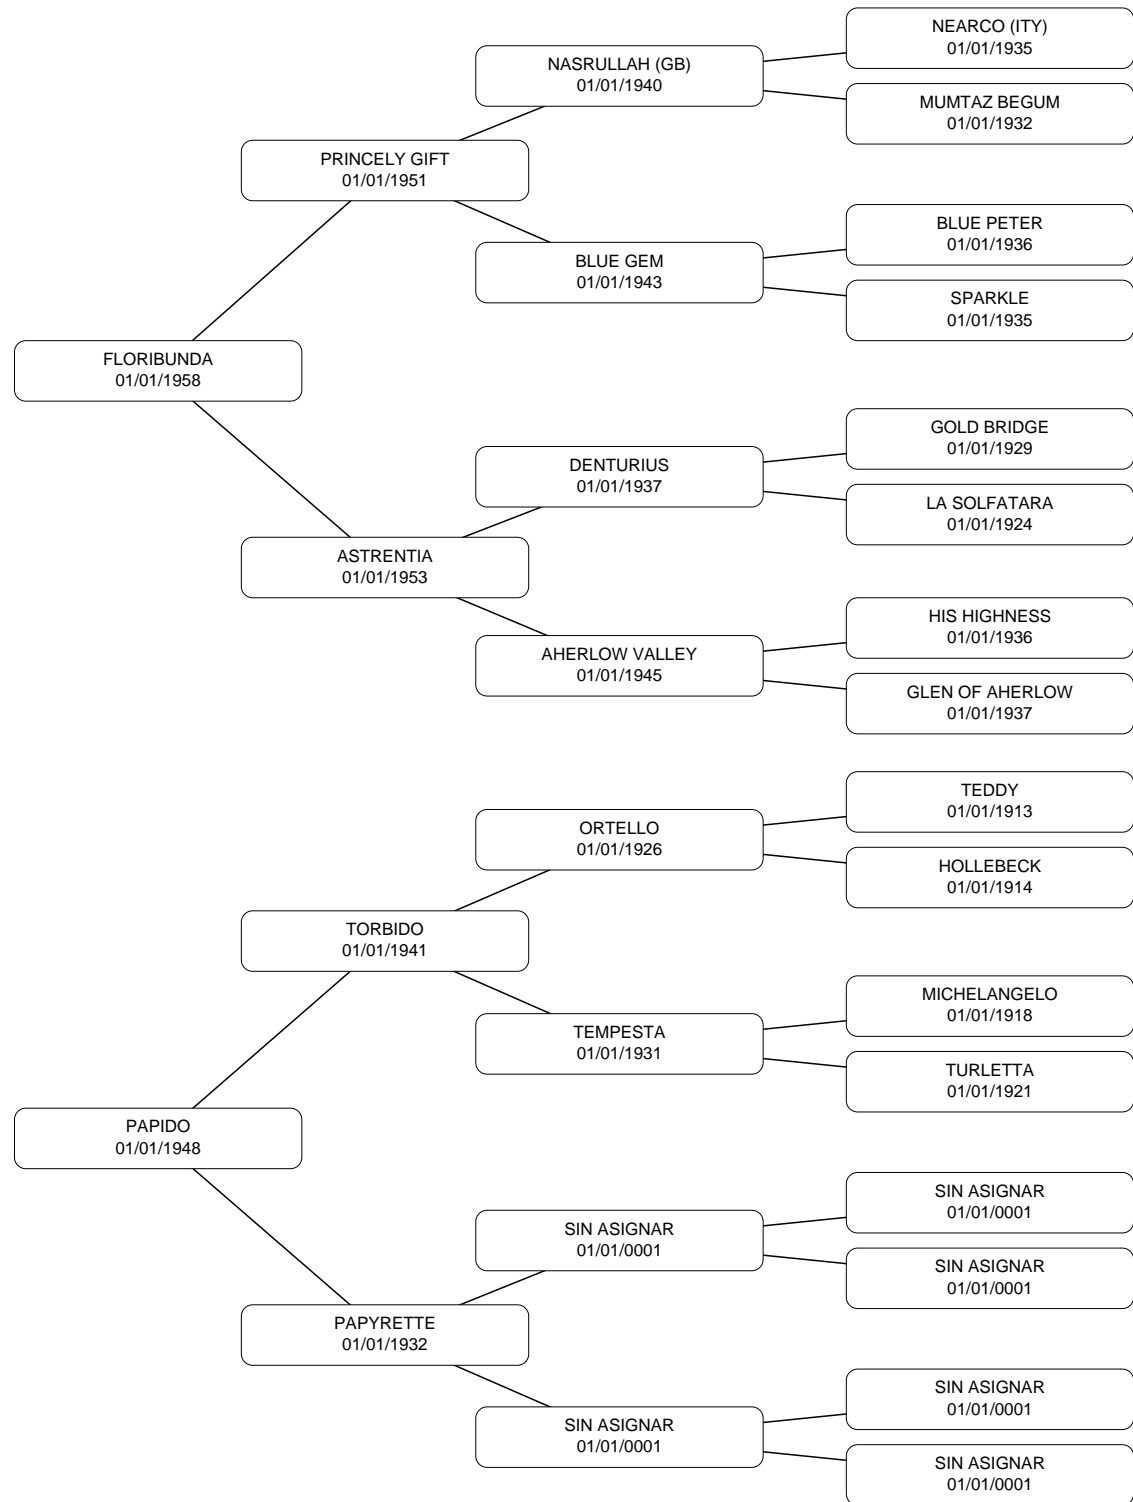 NEARCO (ITY)
01/01/1935
NASRULLAH (GB)
01/01/1940
MUMTAZ BEGUM
01/01/1932
PRINCELY GIFT
01/01/1951
BLUE PETER
01/01/1936
BLUE GEM
01/01/1943
SPARKLE
01/01/1935
FLORIBUNDA
01/01/1958
GOLD BRIDGE
01/01/1929
DENTURIUS
01/01/1937
LA SOLFATARA
01/01/1924
ASTRENTIA
01/01/1953
HIS HIGHNESS
01/01/1936
AHERLOW VALLEY
01/01/1945
GLEN OF AHERLOW
01/01/1937
TEDDY
01/01/1913
ORTELLO
01/01/1926
HOLLEBECK
01/01/1914
TORBIDO
01/01/1941
MICHELANGELO
01/01/1918
TEMPESTA
01/01/1931
TURLETTA
01/01/1921
PAPIDO
01/01/1948
SIN ASIGNAR
01/01/0001
SIN ASIGNAR
01/01/0001
SIN ASIGNAR
01/01/0001
PAPYRETTE
01/01/1932
SIN ASIGNAR
01/01/0001
SIN ASIGNAR
01/01/0001
SIN ASIGNAR
01/01/0001